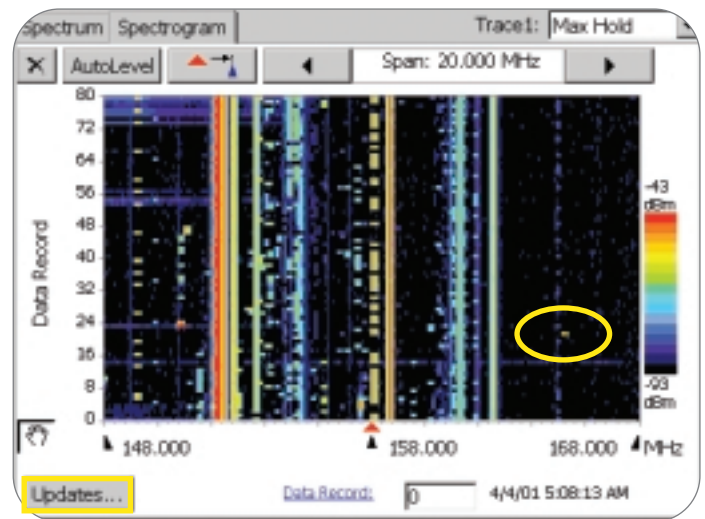 Spectrum Spectrogram Trace1: Max Hold
X AutoLevel Span: 20.000 MHz
80
72
64
56
48
40
32
24
16
8
0
Data Record
-43
dBm
-93
dBm
148.000 158.000 168.000 MHz
Updates... Data Record: 0 4/4/01 5:08:13 AM